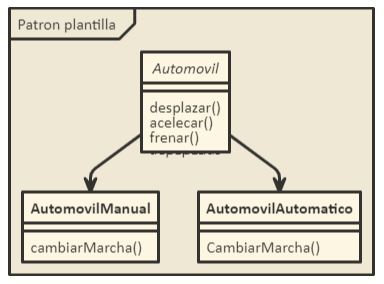 Patron plantilla
Automovil
desplazar()
acelecar()
frenar()
AutomovilManual
cambiarMarcha()
AutomovilAutomatico
CambiarMarcha()